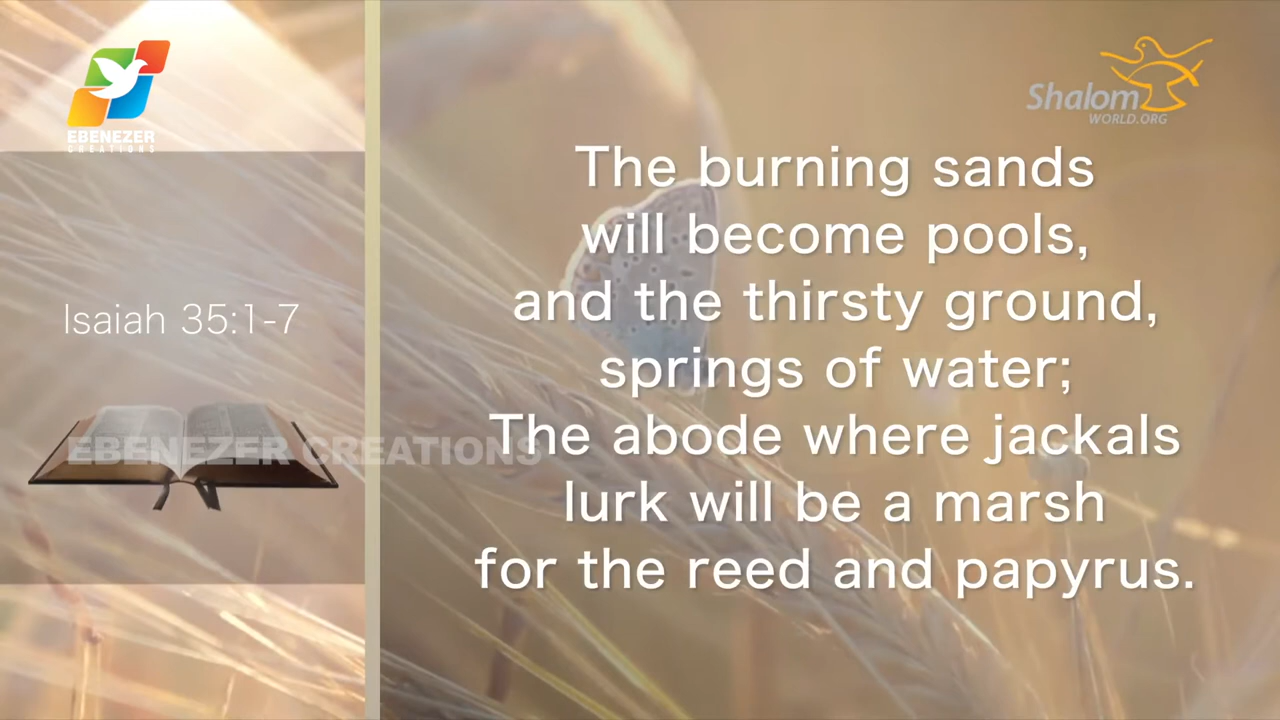 EBENEZER
CREATIONS
Shalom
WORLD.ORG
Isaiah 35:1-7
EBENEZER CREATIONS
The burning sands
will become pools,
and the thirsty ground,
springs of water;
The abode where jackals
lurk will be a marsh
for the reed and papyrus.